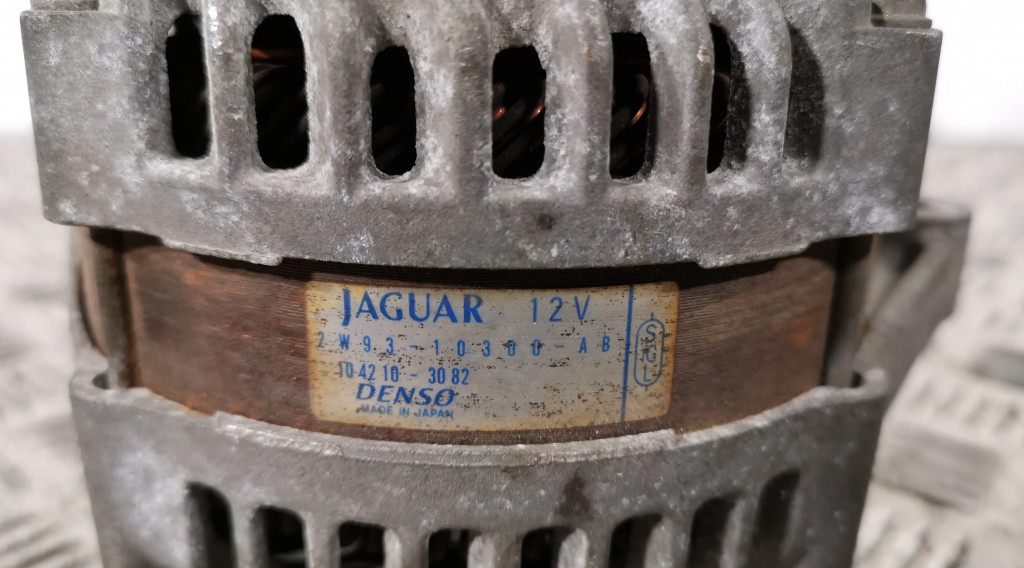 JAGUAR 12V
2W93-10300-AB
104210-3082
DENSO
MADE IN JAPAN